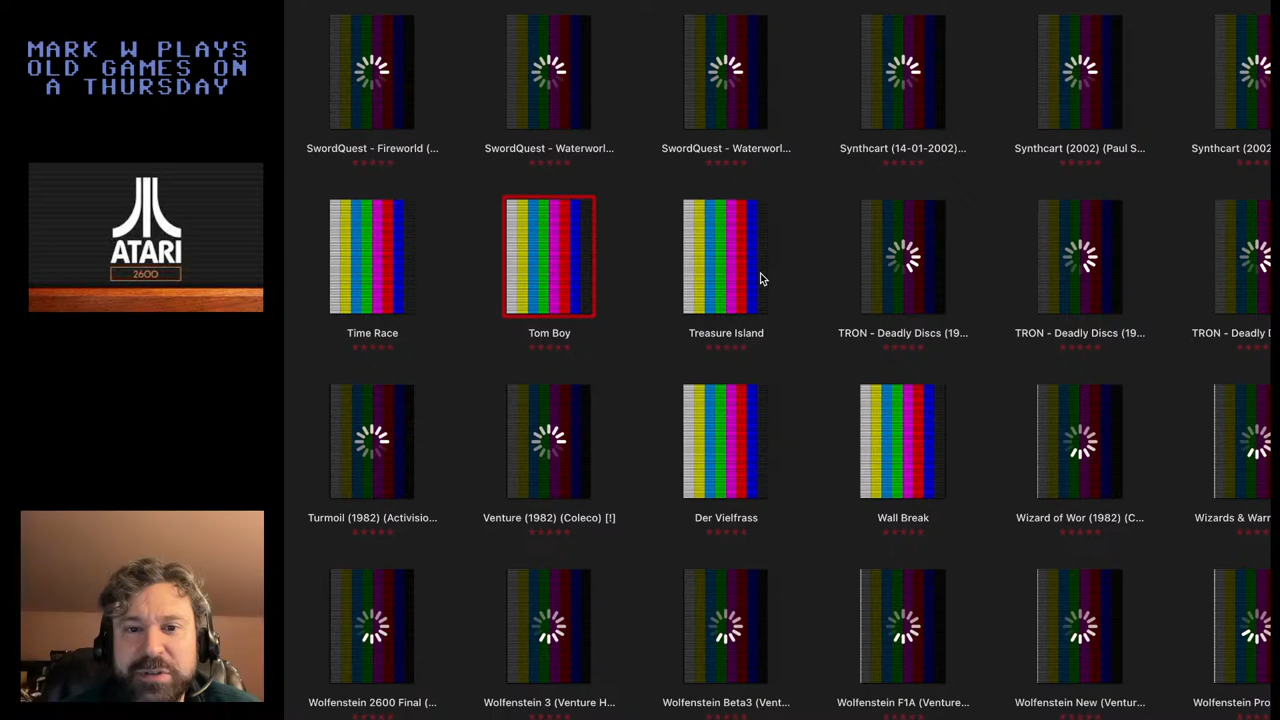 MARK W PLAYS
OLD GAMES ON
A THURSDAY
ATARI
2600
SwordQuest - Fireworld (...
SwordQuest - Waterworl...
SwordQuest - Waterworl...
Synthcart (14-01-2002)...
Synthcart (2002) (Paul S...
Synthcart (2002
Time Race
Tom Boy
Treasure Island
TRON - Deadly Discs (19...
TRON - Deadly Discs (19...
TRON - Deadly D
Turmoil (1982) (Activisio...
Venture (1982) (Coleco) [!]
Der Vielfrass
Wall Break
Wizard of Wor (1982) (C...
Wizards & Warr
Wolfenstein 2600 Final (...
Wolfenstein 3 (Venture H...
Wolfenstein Beta3 (Vent...
Wolfenstein F1A (Venture...
Wolfenstein New (Ventur...
Wolfenstein Pro